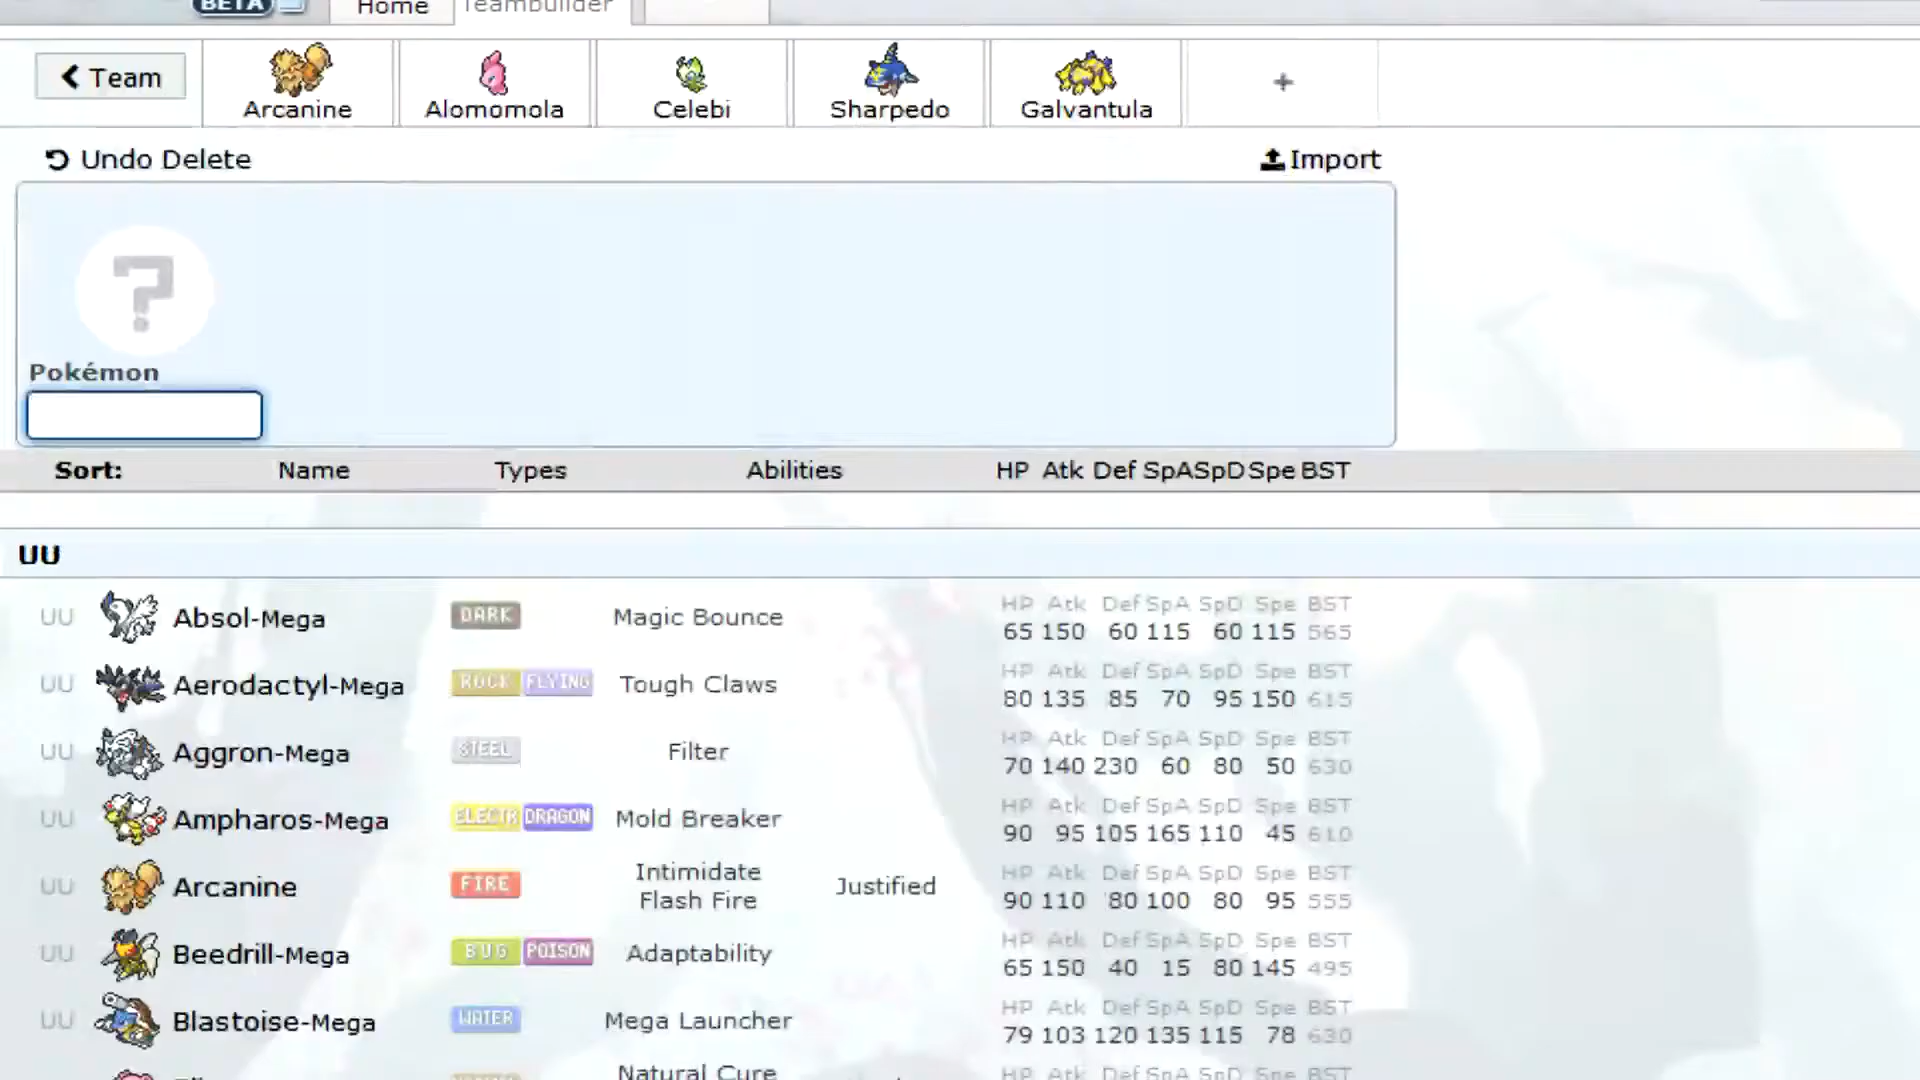 BETA Home Teambuilder
Team
Arcanine
Alomomola
Celebi
Sharpedo
Galvantula
+
Undo Delete
Import
?
Pokémon
Sort: Name Types Abilities HP Atk Def SpA SpD Spe BST
UU
UU Absol-Mega DARK Magic Bounce HP 65 Atk 150 Def 60 SpA 115 SpD 60 Spe 115 BST 565
UU Aerodactyl-Mega ROCK FLYING Tough Claws HP 80 Atk 135 Def 85 SpA 70 SpD 95 Spe 150 BST 615
UU Aggron-Mega STEEL Filter HP 70 Atk 140 Def 230 SpA 60 SpD 80 Spe 50 BST 630
UU Ampharos-Mega ELECTR DRAGON Mold Breaker HP 90 Atk 95 Def 105 SpA 165 SpD 110 Spe 45 BST 610
UU Arcanine FIRE Intimidate Flash Fire Justified HP 90 Atk 110 Def 80 SpA 100 SpD 80 Spe 95 BST 555
UU Beedrill-Mega BUG POISON Adaptability HP 65 Atk 150 Def 40 SpA 15 SpD 80 Spe 145 BST 495
UU Blastoise-Mega WATER Mega Launcher HP 79 Atk 103 Def 120 SpA 135 SpD 115 Spe 78 BST 630
Natural Cure HP Atk Def SpA SpD Spe BST